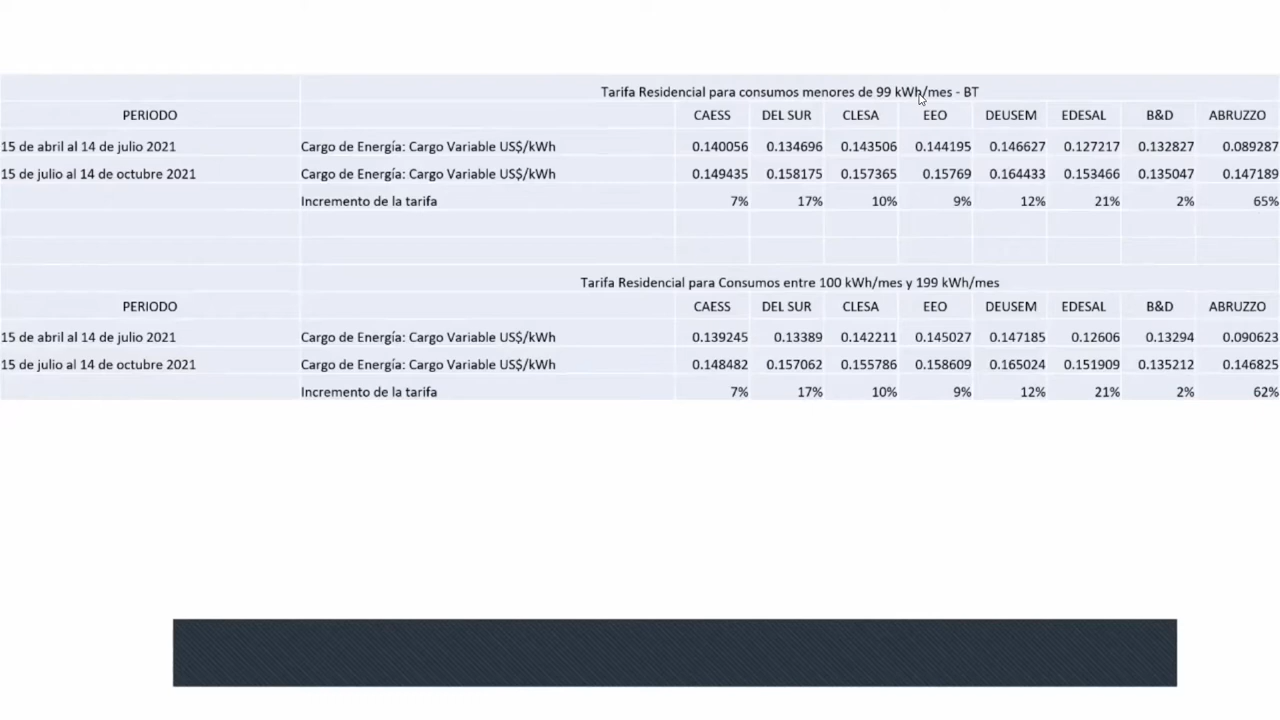 Tarifa Residencial para consumos menores de 99 kWh/mes - BT
PERIODO CAESS DEL SUR CLESA EEO DEUSEM EDESAL B&D ABRUZZO
15 de abril al 14 de julio 2021 Cargo de Energía: Cargo Variable US$/kWh 0.140056 0.134696 0.143506 0.144195 0.146627 0.127217 0.132827 0.089287
15 de julio al 14 de octubre 2021 Cargo de Energía: Cargo Variable US$/kWh 0.149435 0.158175 0.157365 0.15769 0.164433 0.153466 0.135047 0.147189
Incremento de la tarifa 7% 17% 10% 9% 12% 21% 2% 65%
Tarifa Residencial para Consumos entre 100 kWh/mes y 199 kWh/mes
PERIODO CAESS DEL SUR CLESA EEO DEUSEM EDESAL B&D ABRUZZO
15 de abril al 14 de julio 2021 Cargo de Energía: Cargo Variable US$/kWh 0.139245 0.13389 0.142211 0.145027 0.147185 0.12606 0.13294 0.090623
15 de julio al 14 de octubre 2021 Cargo de Energía: Cargo Variable US$/kWh 0.148482 0.157062 0.155786 0.158609 0.165024 0.151909 0.135212 0.146825
Incremento de la tarifa 7% 17% 10% 9% 12% 21% 2% 62%